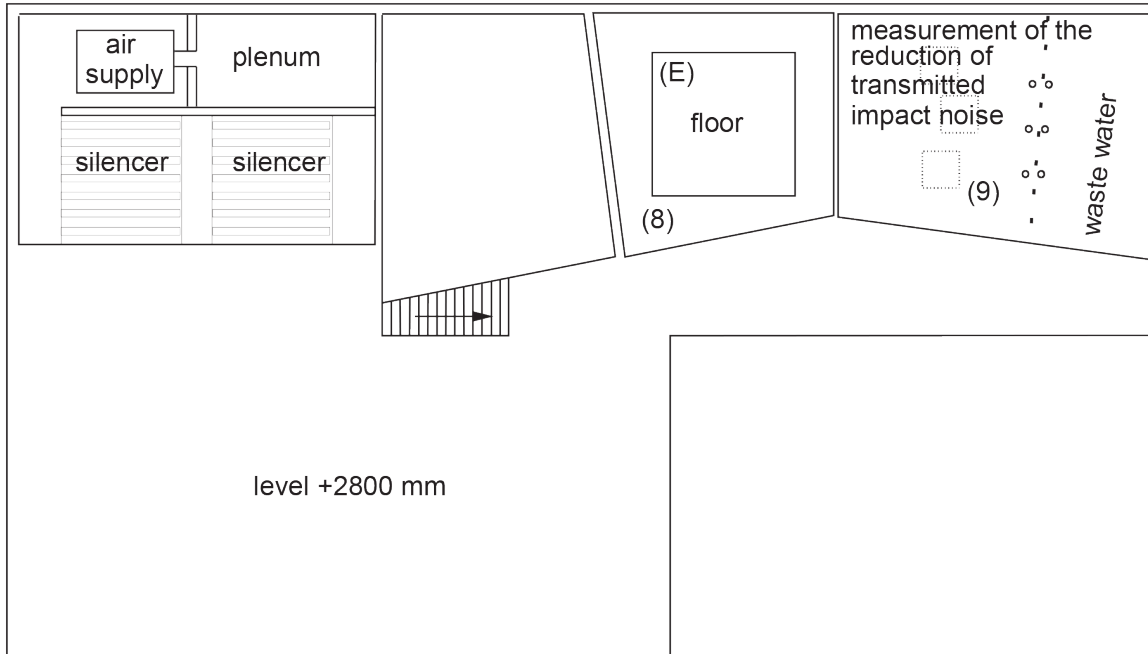 air
supply
plenum
silencer
silencer
(E)
floor
(8)
measurement of the
reduction of
transmitted
impact noise
(9)
waste water
level +2800 mm